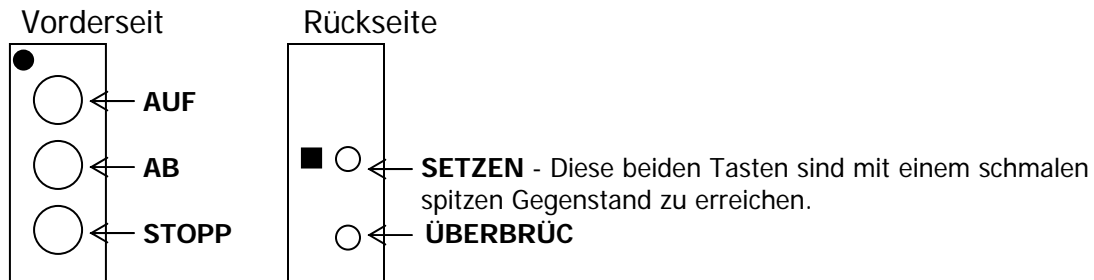 Vorderseit
Rückseite
AUF
AB
SETZEN - Diese beiden Tasten sind mit einem schmalen
spitzen Gegenstand zu erreichen.
STOPP
ÜBERBRÜC